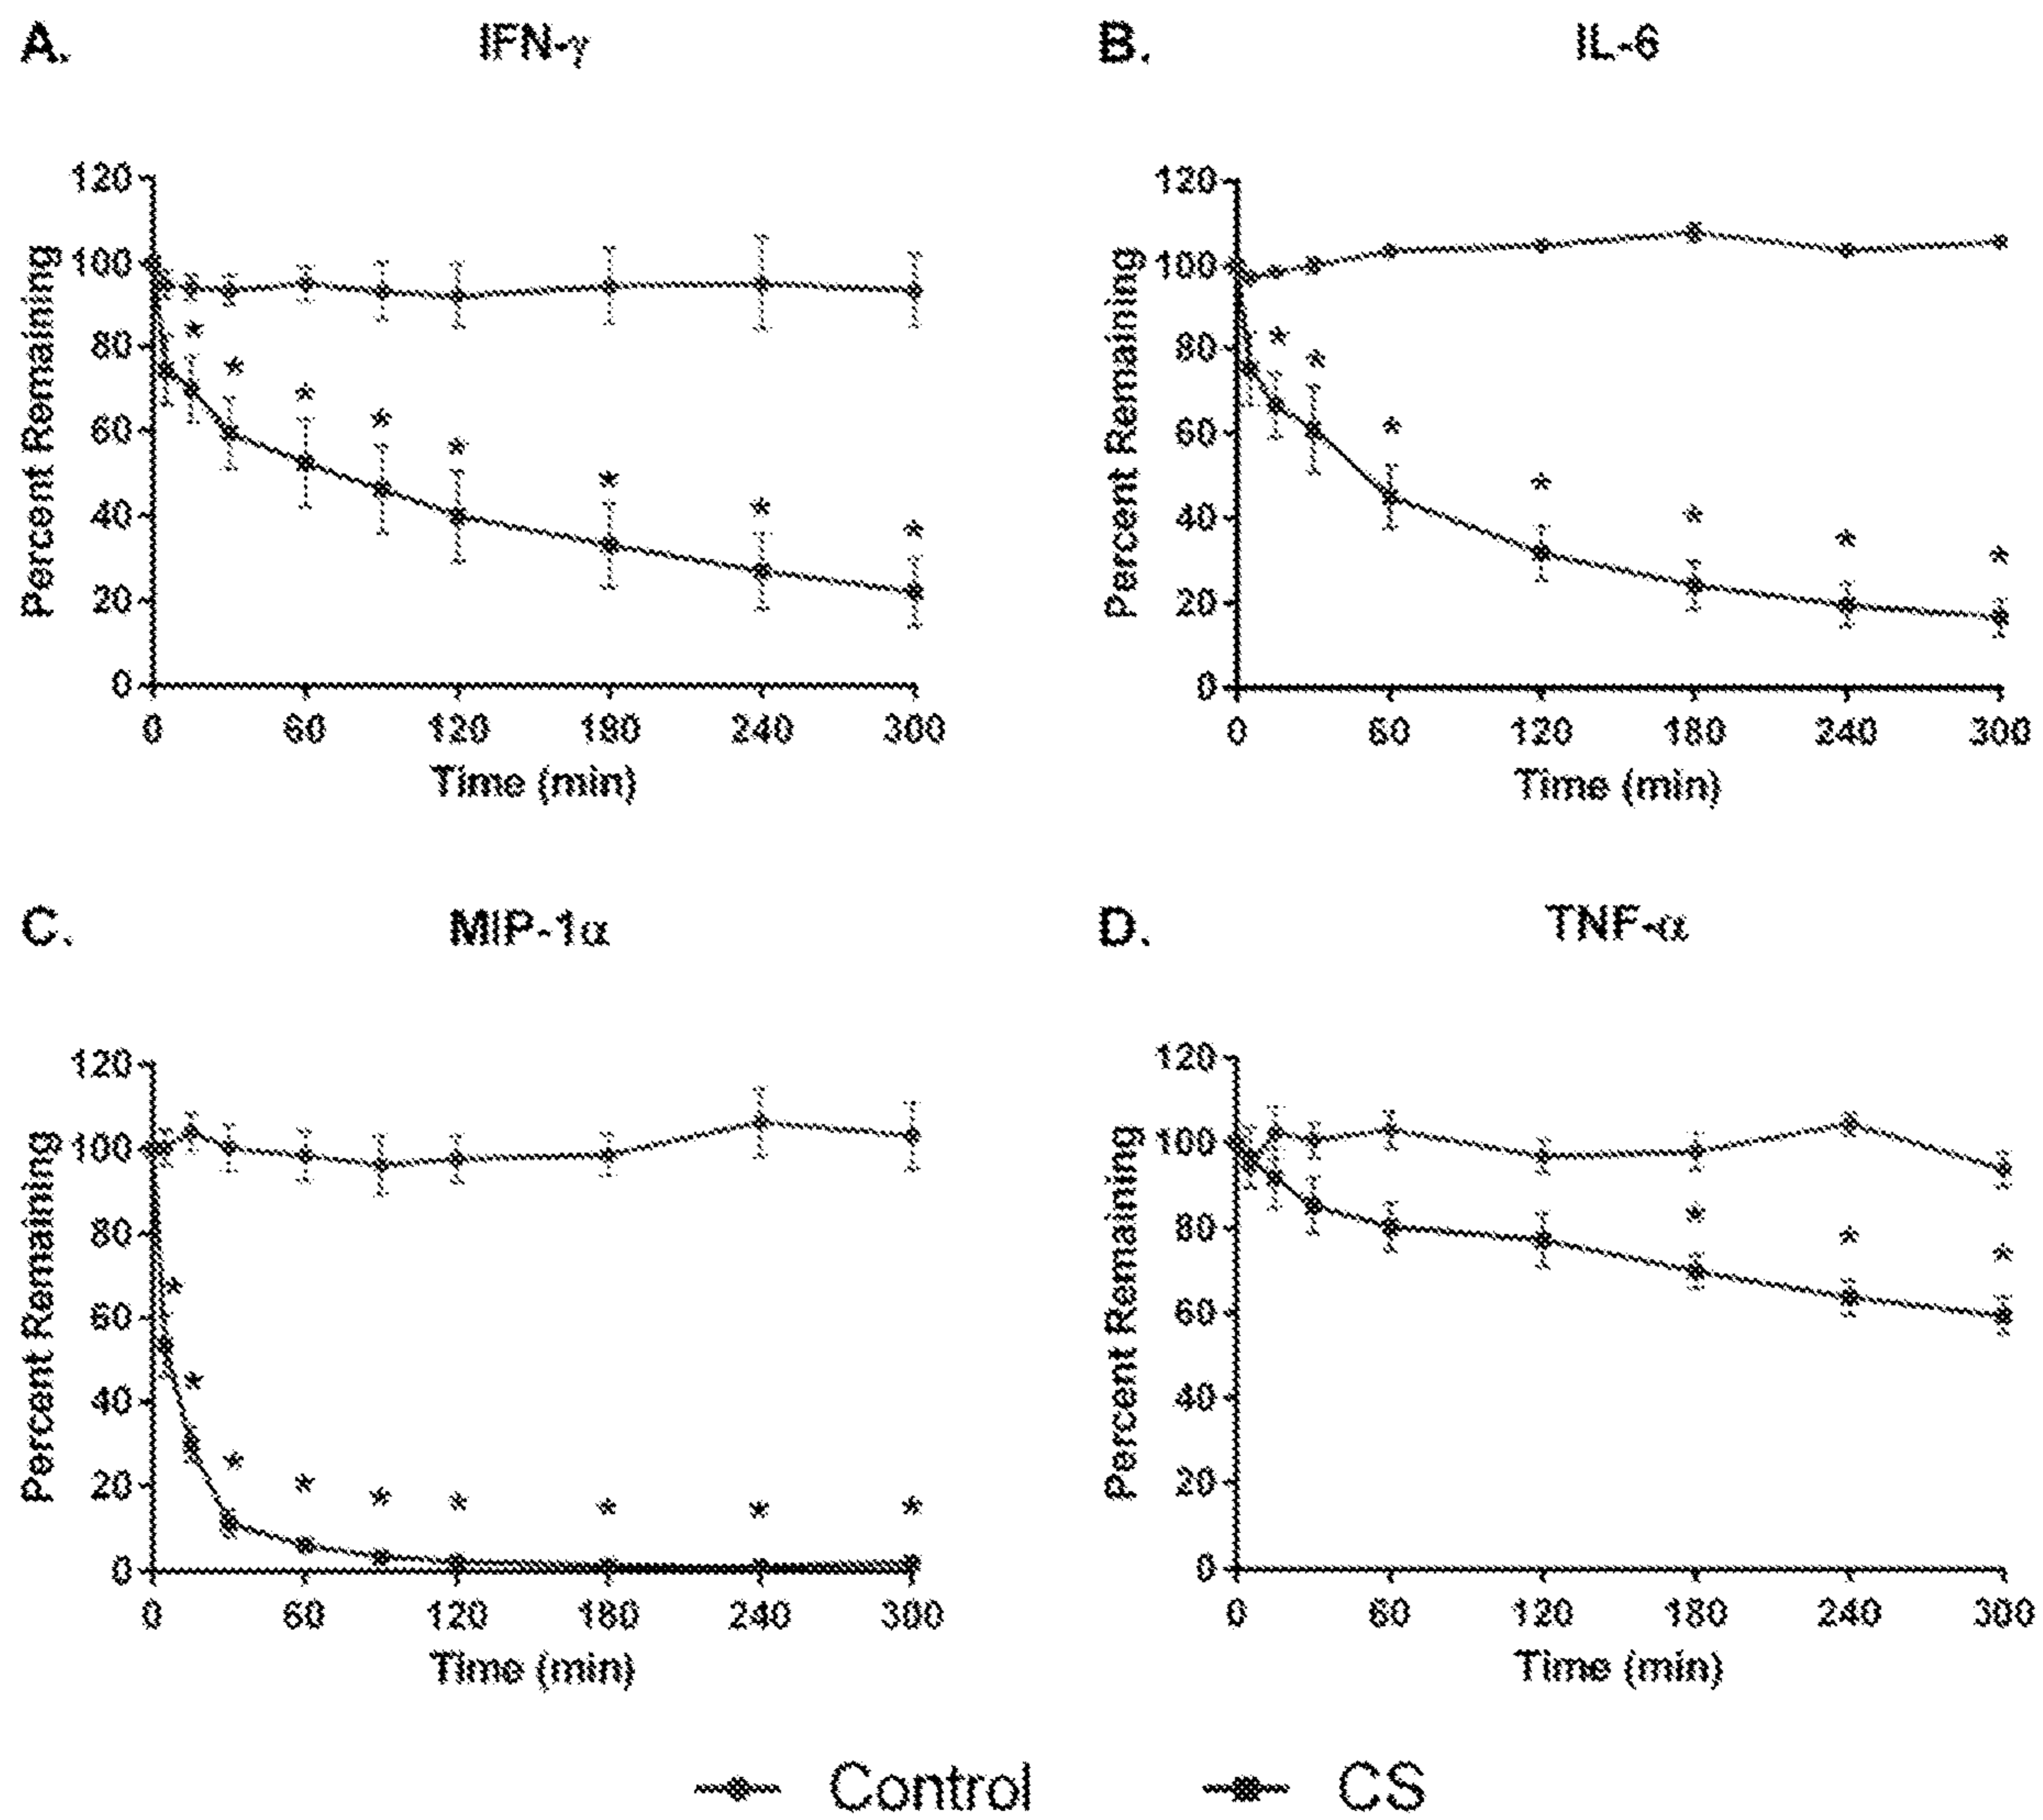 A. IFN-γ
120
100
80
60
40
20
0
Percent Remaining
* * * * * * * * *
0 60 120 180 240 300
Time (min)
B. IL-6
120
100
80
60
40
20
0
Percent Remaining
* * * * * * *
0 60 120 180 240 300
Time (min)
C. MIP-1α
120
100
80
60
40
20
0
Percent Remaining
* * * * * * * * *
0 60 120 180 240 300
Time (min)
D. TNF-α
120
100
80
60
40
20
0
Percent Remaining
* * *
0 60 120 180 240 300
Time (min)
Control CS